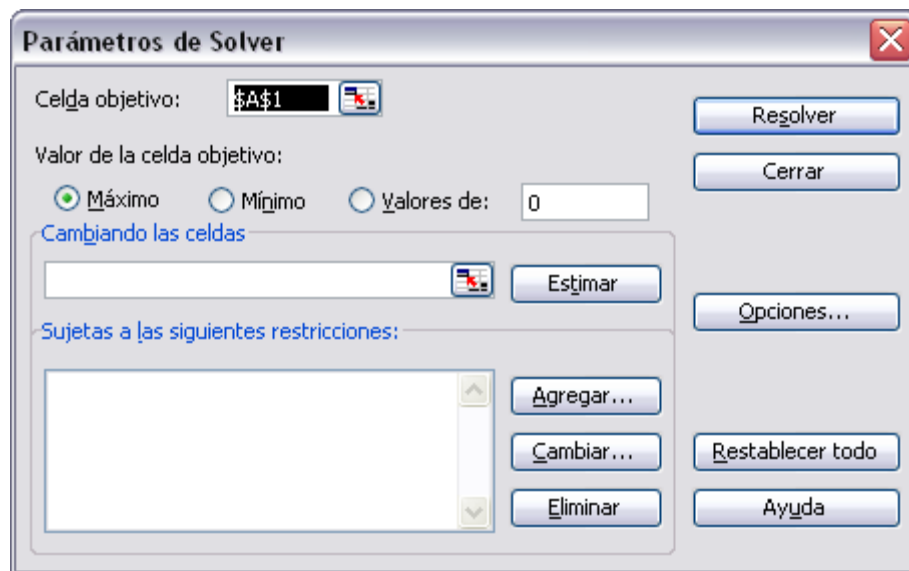 Parámetros de Solver
Celda objetivo: $A$1
Resolver
Valor de la celda objetivo:
Cerrar
Máximo Mínimo Valores de: 0
Cambiando las celdas
Estimar
Opciones...
Sujetas a las siguientes restricciones:
Agregar...
Cambiar... Restablecer todo
Eliminar Ayuda